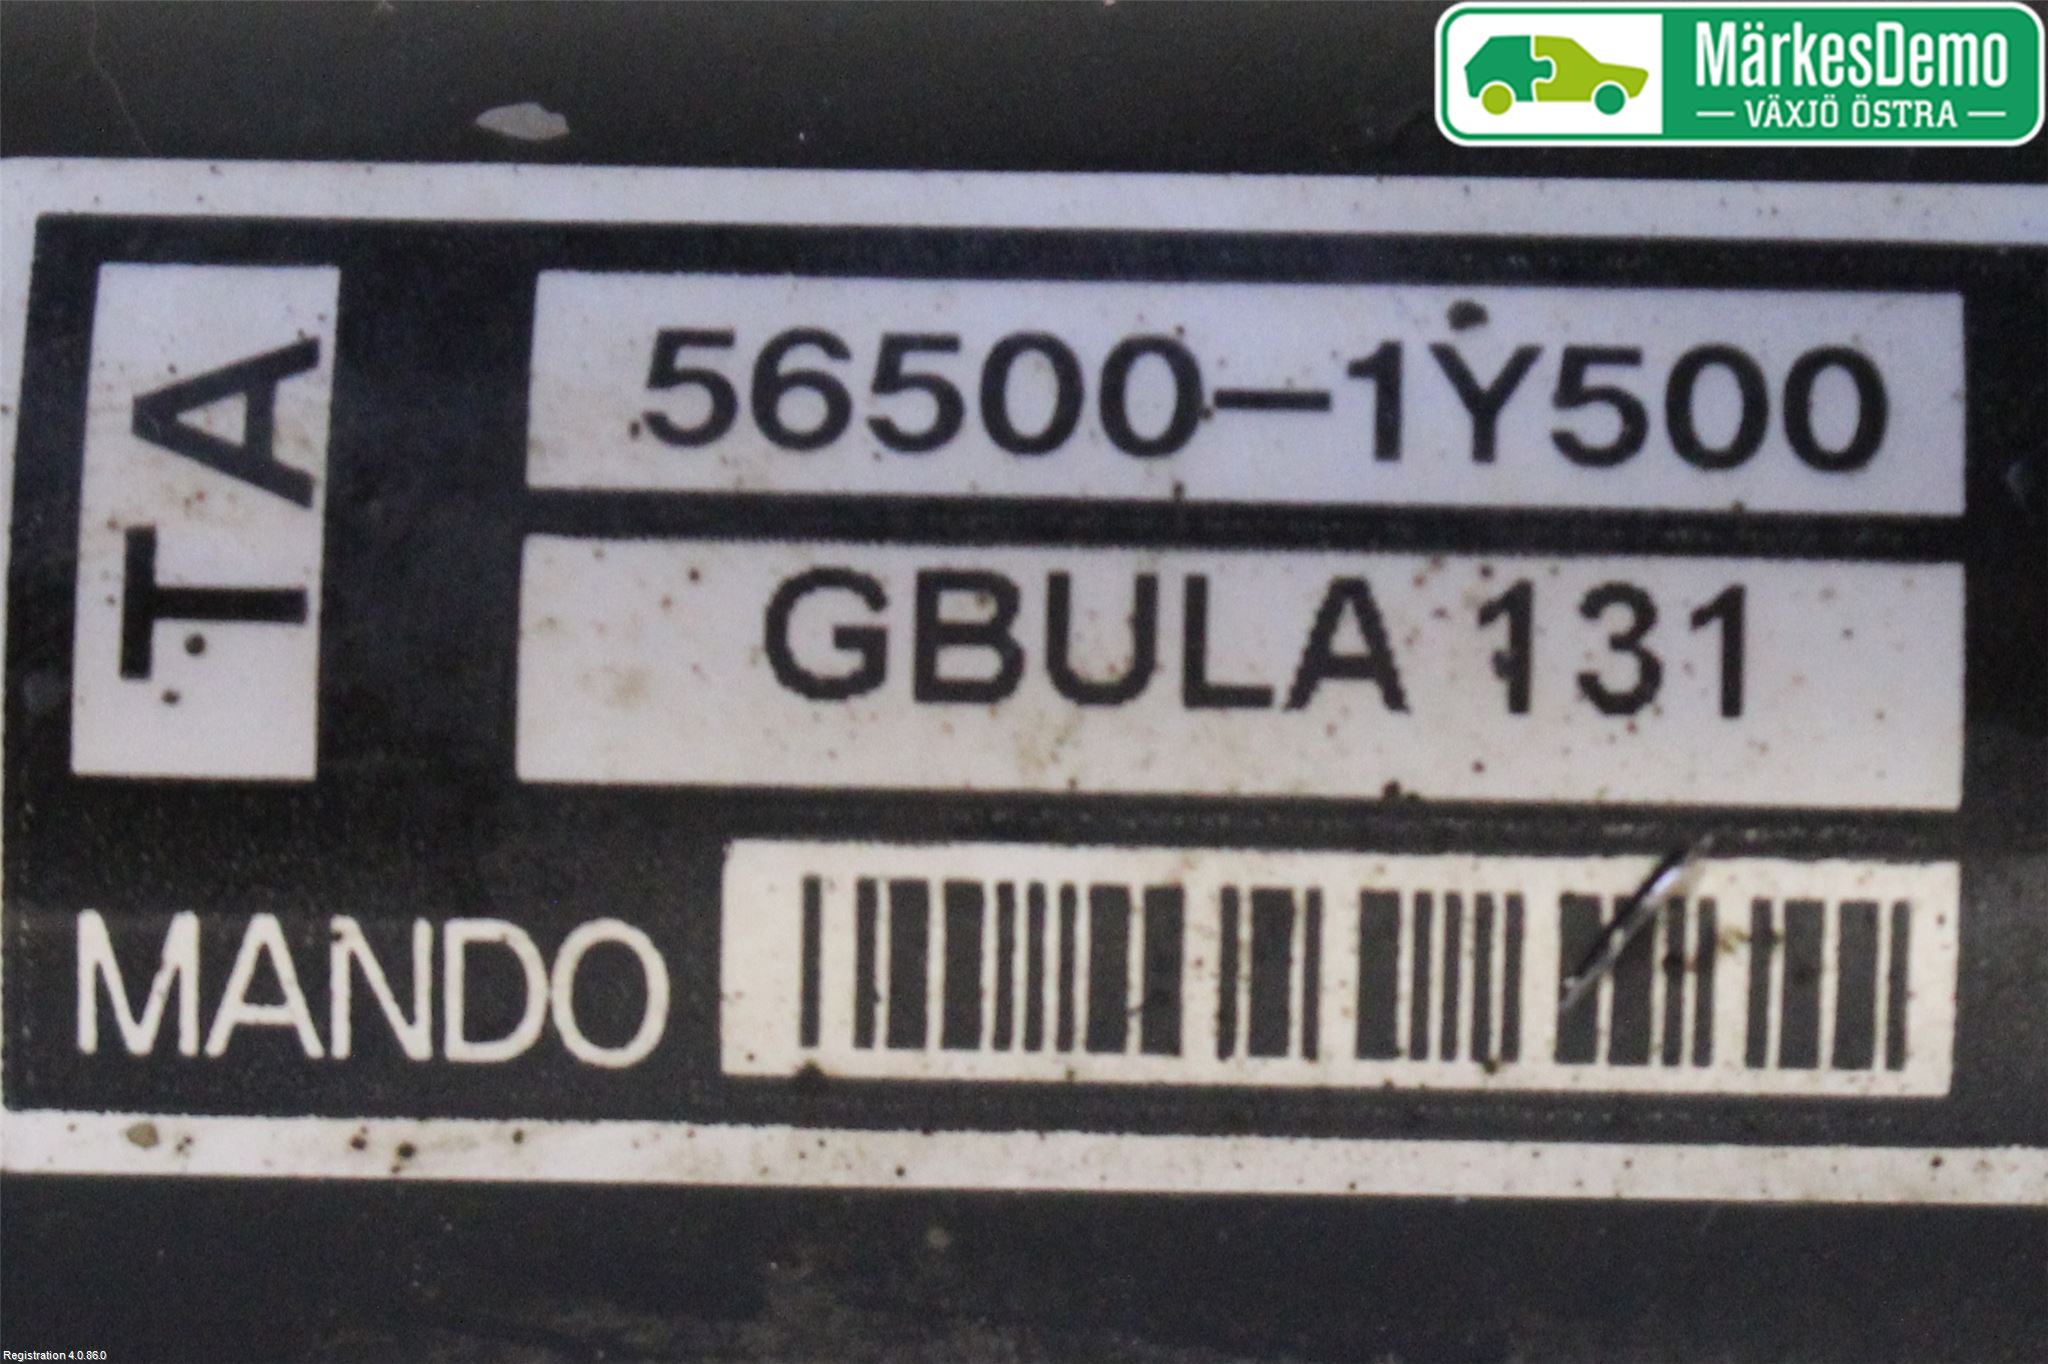 MärkesDemo
VÄXJÖ ÖSTRA
TA
56500-1Y500
GBULA 131
MANDO
Registration 4.0.86.0